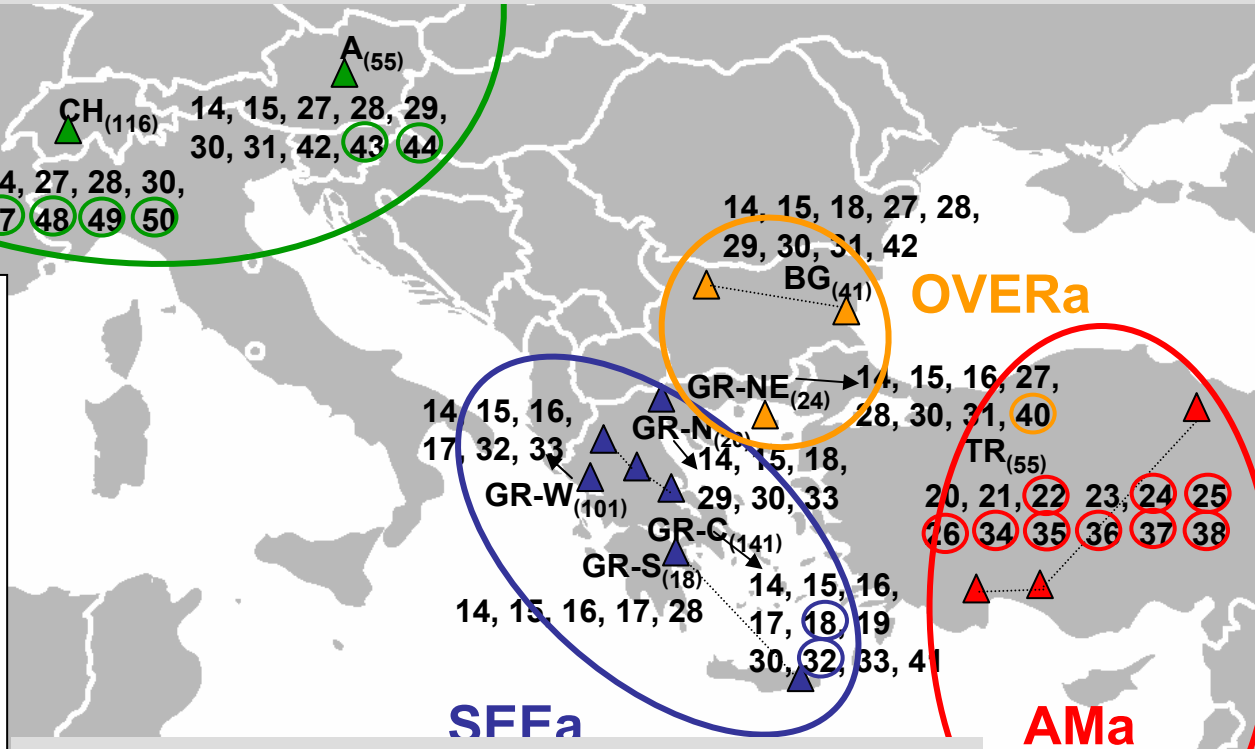 A(55)
CH(116)
14, 15, 27, 28, 29,
30, 31, 42, 43 44
4, 27, 28, 30,
7 48 49 50
14, 15, 18, 27, 28,
29, 30, 31, 42
BG(41)
OVERa
GR-NE(24)
14, 15, 16, 27,
28, 30, 31, 40
TR(55)
20, 21, 22 23, 24 25
26 34 35 36 37 38
14, 15, 16,
17, 32, 33
GR-N
14, 15, 18,
29, 30, 33
GR-W(101)
GR-C(141)
GR-S(18)
14, 15, 16,
17, 18, 19
30, 32, 33, 41
14, 15, 16, 17, 28
SEEa
AMa